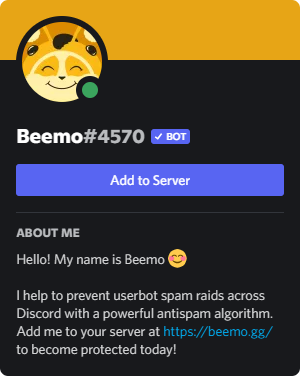 Beemo#4570 ✓ BOT
Add to Server
ABOUT ME
Hello! My name is Beemo 😊
I help to prevent userbot spam raids across
Discord with a powerful antispam algorithm.
Add me to your server at https://beemo.gg/
to become protected today!